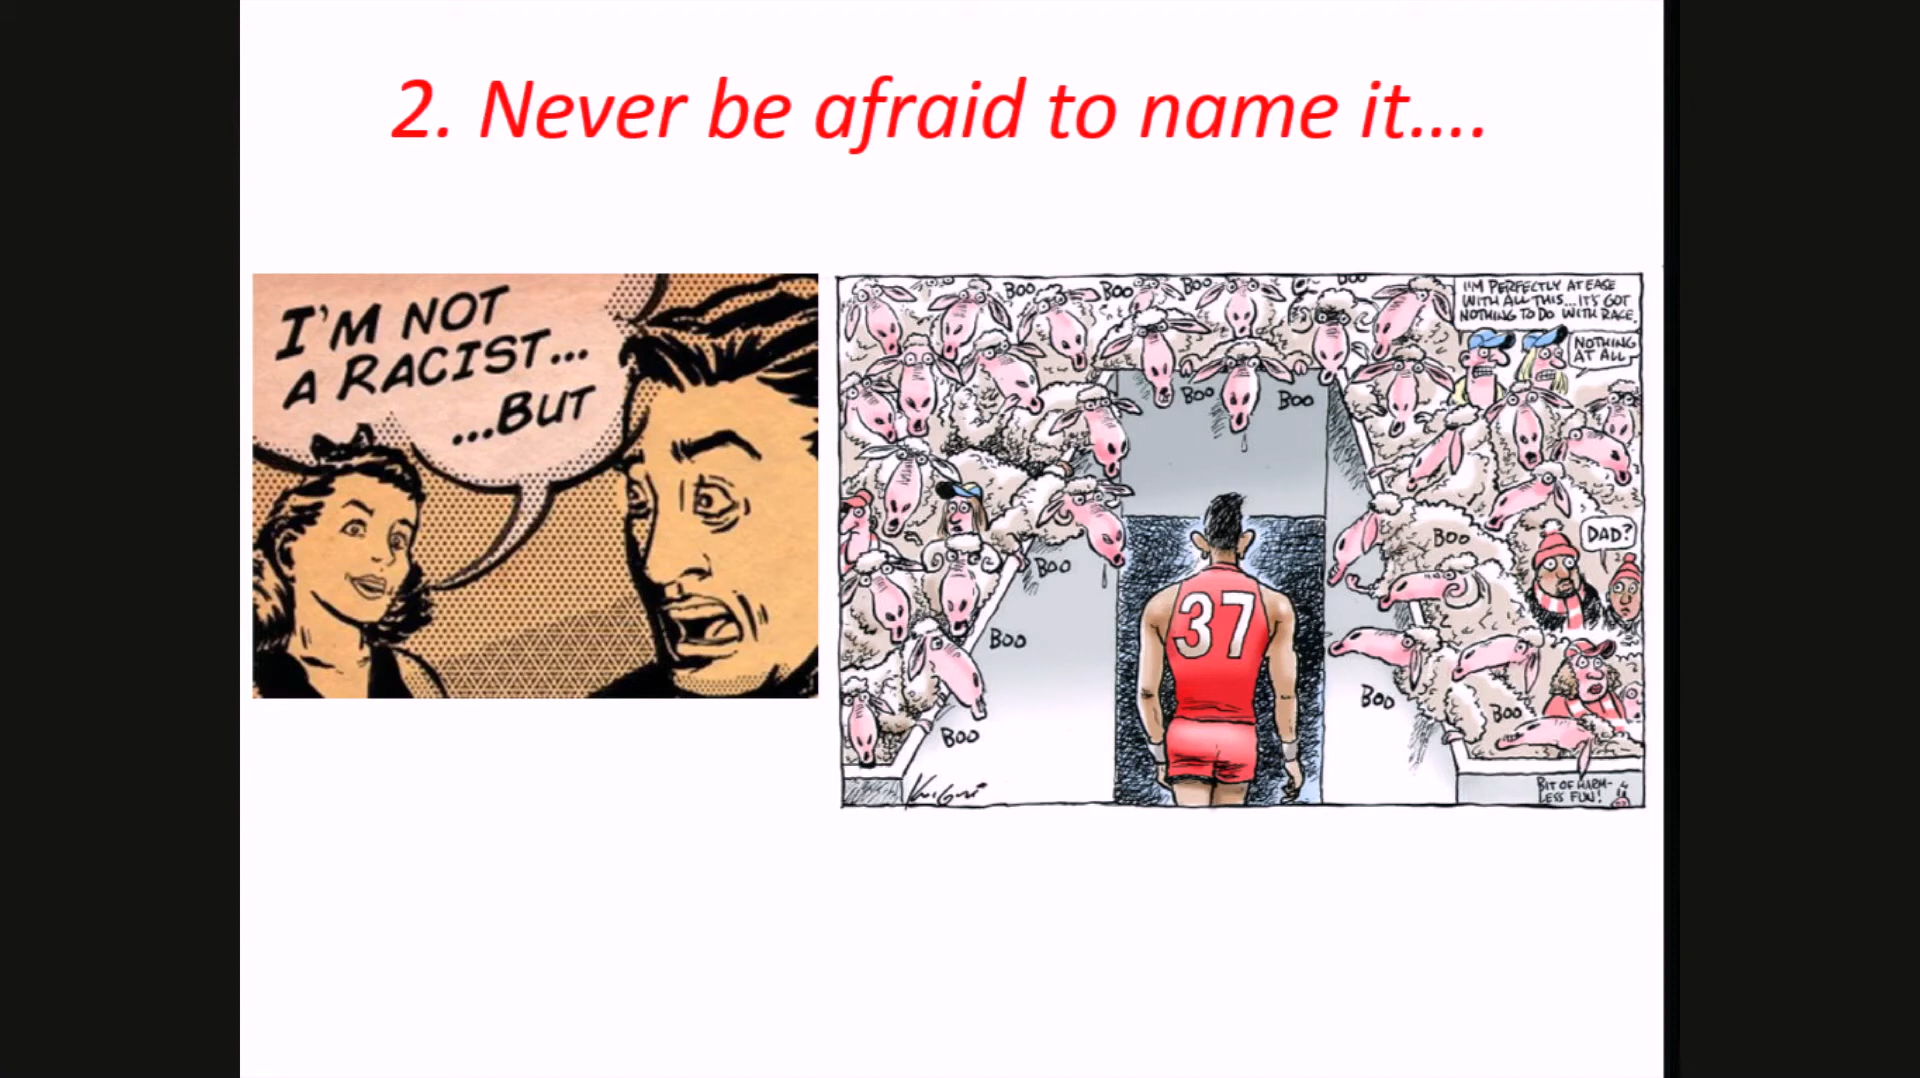 2. Never be afraid to name it....
I'M NOT
A RACIST...
...BUT
BOO
BOO
BOO
BOO
I'M PERFECTLY AT EASE
WITH ALL THIS...IT'S GOT
NOTHING TO DO WITH RACE.
NOTHING
AT ALL
BOO
BOO
DAD?
BOO
BOO
37
BOO
BOO
BOO
BOO
BIT OF HARM-
LESS FUN!